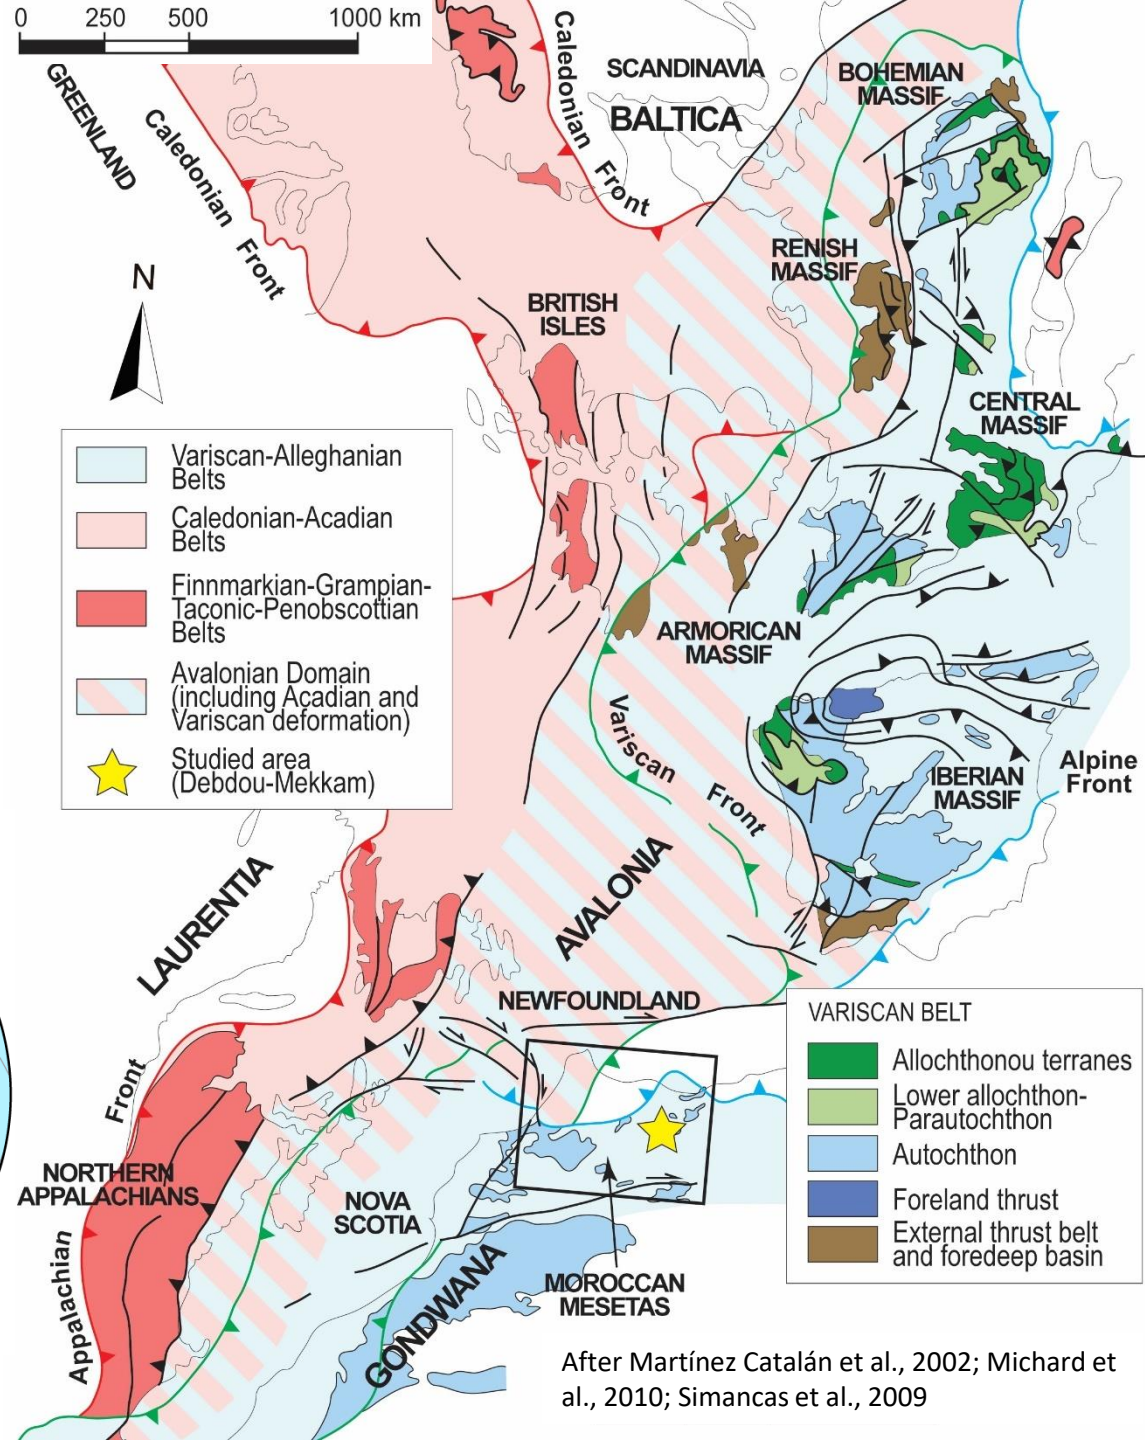 0 250 500 1000 km
GREENLAND
Caledonian Front
Caledonian Front
SCANDINAVIA
BALTICA
BOHEMIAN
MASSIF
N
RENISH
MASSIF
BRITISH
ISLES
CENTRAL
MASSIF
Variscan-Alleghanian
Belts
Caledonian-Acadian
Belts
Finnmarkian-Grampian-
Taconic-Penobscottian
Belts
Avalonian Domain
(including Acadian and
Variscan deformation)
Studied area
(Debdou-Mekkam)
ARMORICAN
MASSIF
Variscan Front
IBERIAN
MASSIF
Alpine
Front
LAURENTIA
AVALONIA
NEWFOUNDLAND
Appalachian Front
NORTHERN
APPALACHIANS
NOVA
SCOTIA
GONDWANA
MOROCCAN
MESETAS
VARISCAN BELT
Allochthonou terranes
Lower allochthon-
Parautochthon
Autochthon
Foreland thrust
External thrust belt
and foredeep basin
After Martínez Catalán et al., 2002; Michard et
al., 2010; Simancas et al., 2009